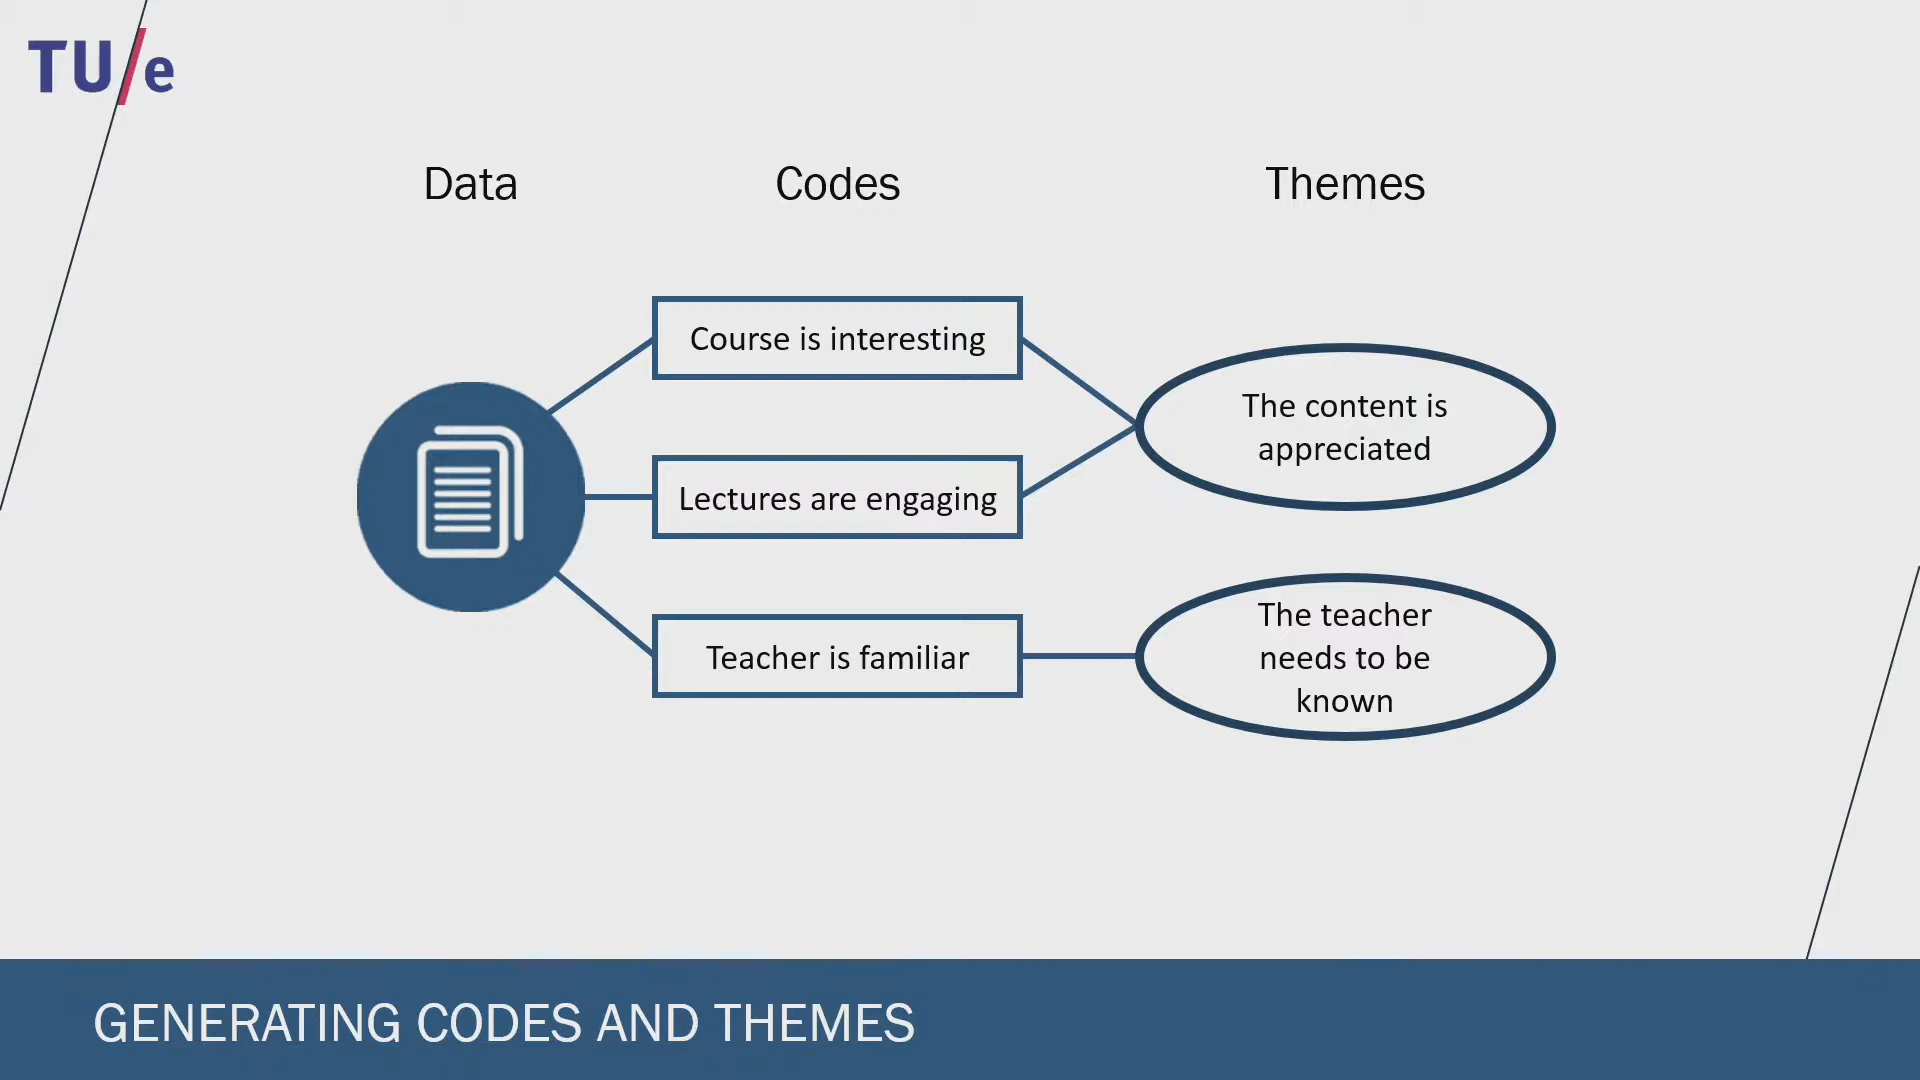 TU/e
Data
Codes
Themes
Course is interesting
Lectures are engaging
Teacher is familiar
The content is
appreciated
The teacher
needs to be
known
GENERATING CODES AND THEMES